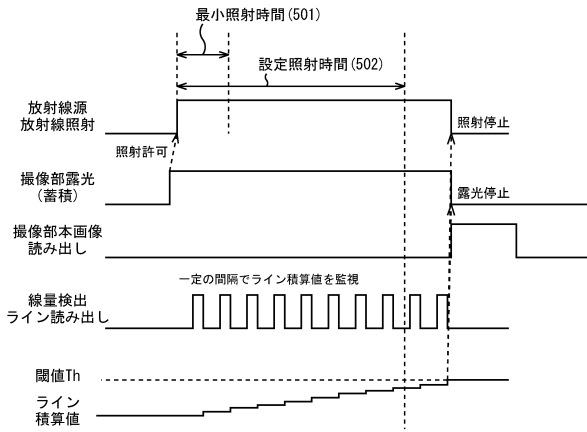 最小照射時間(501)
設定照射時間(502)
放射線源
放射線照射
照射停止
照射許可
撮像部露光
(蓄積)
露光停止
撮像部本画像
読み出し
一定の間隔でライン積算値を監視
線量検出
ライン読み出し
閾値Th
ライン
積算値